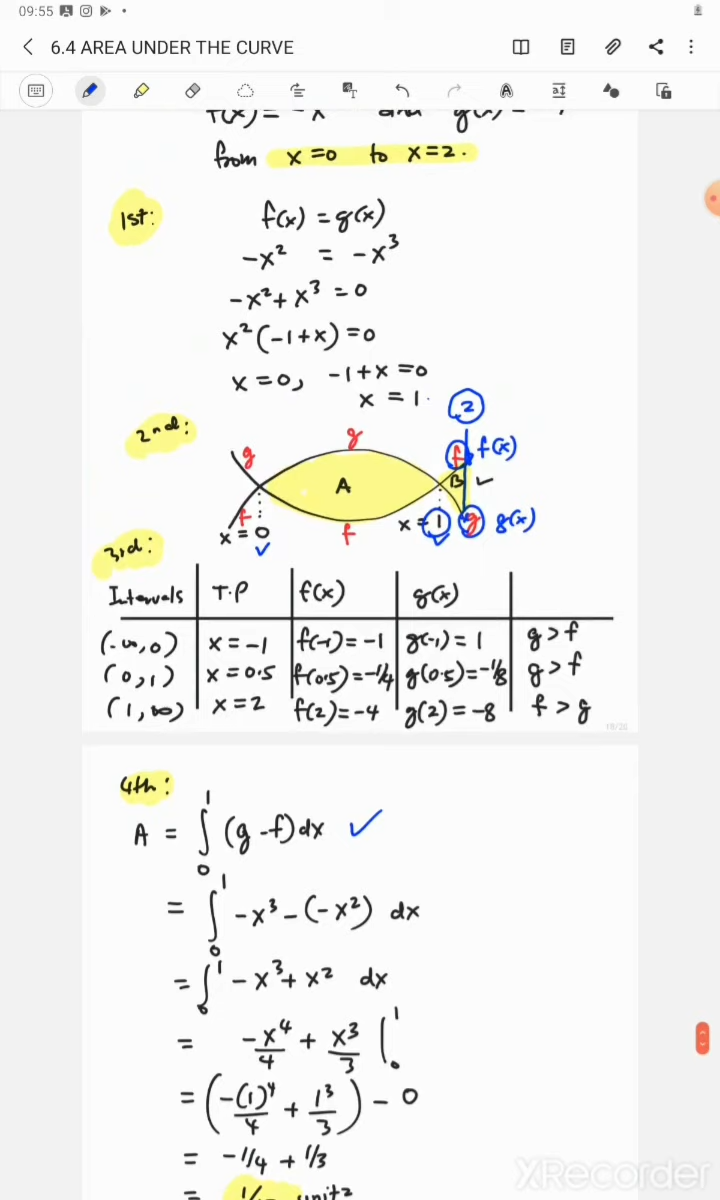 09:55
6.4 AREA UNDER THE CURVE
from x=0 to x=2.
1st: f(x) = g(x)
-x² = -x³
-x²+x³ =0
x²(-1+x)=0
x=0, -1+x=0
x = 1.
2nd:
2
g g f f(x)
A B
f f g g(x)
x=0 x=1
3rd:
Intervals T.P f(x) g(x)
(-∞,0) x=-1 f(-1)=-1 g(-1)=1 g>f
(0,1) x=0.5 f(0.5)=-1/4 g(0.5)=-1/8 g>f
(1,∞) x=2 f(2)=-4 g(2)=-8 f>g
19/20
4th:
A = ∫₀¹ (g-f)dx
= ∫₀¹ -x³-(-x²) dx
= ∫₀¹ -x³+x² dx
= -x⁴/4 + x³/3 |₀¹
= (-(1)⁴/4 + 1³/3) - 0
= -1/4 + 1/3
XRecorder